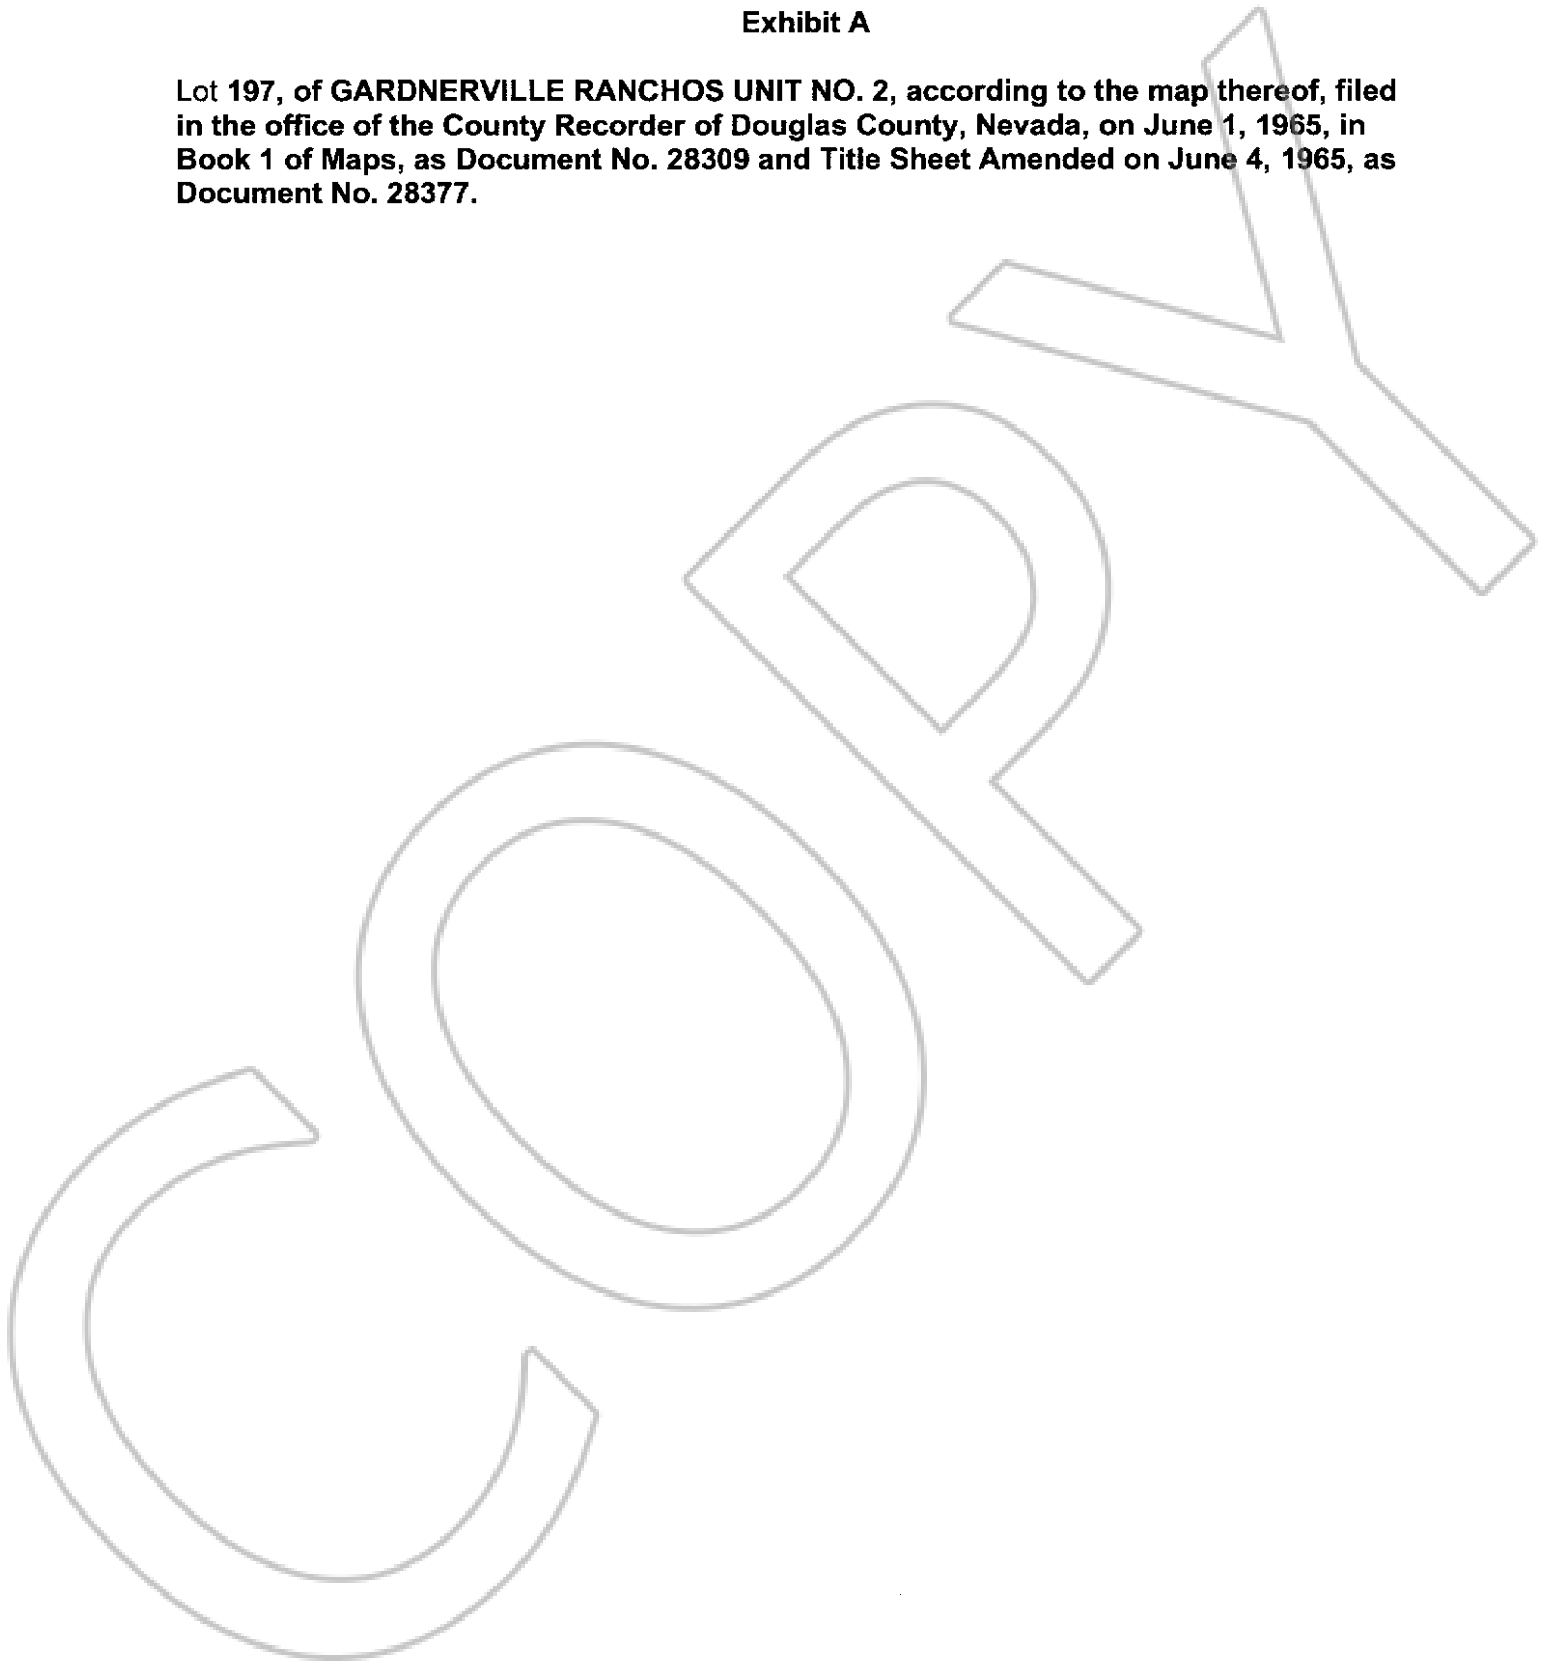 Exhibit A
Lot 197, of GARDNERVILLE RANCHOS UNIT NO. 2, according to the map thereof, filed
in the office of the County Recorder of Douglas County, Nevada, on June 1, 1965, in
Book 1 of Maps, as Document No. 28309 and Title Sheet Amended on June 4, 1965, as
Document No. 28377.
COPY